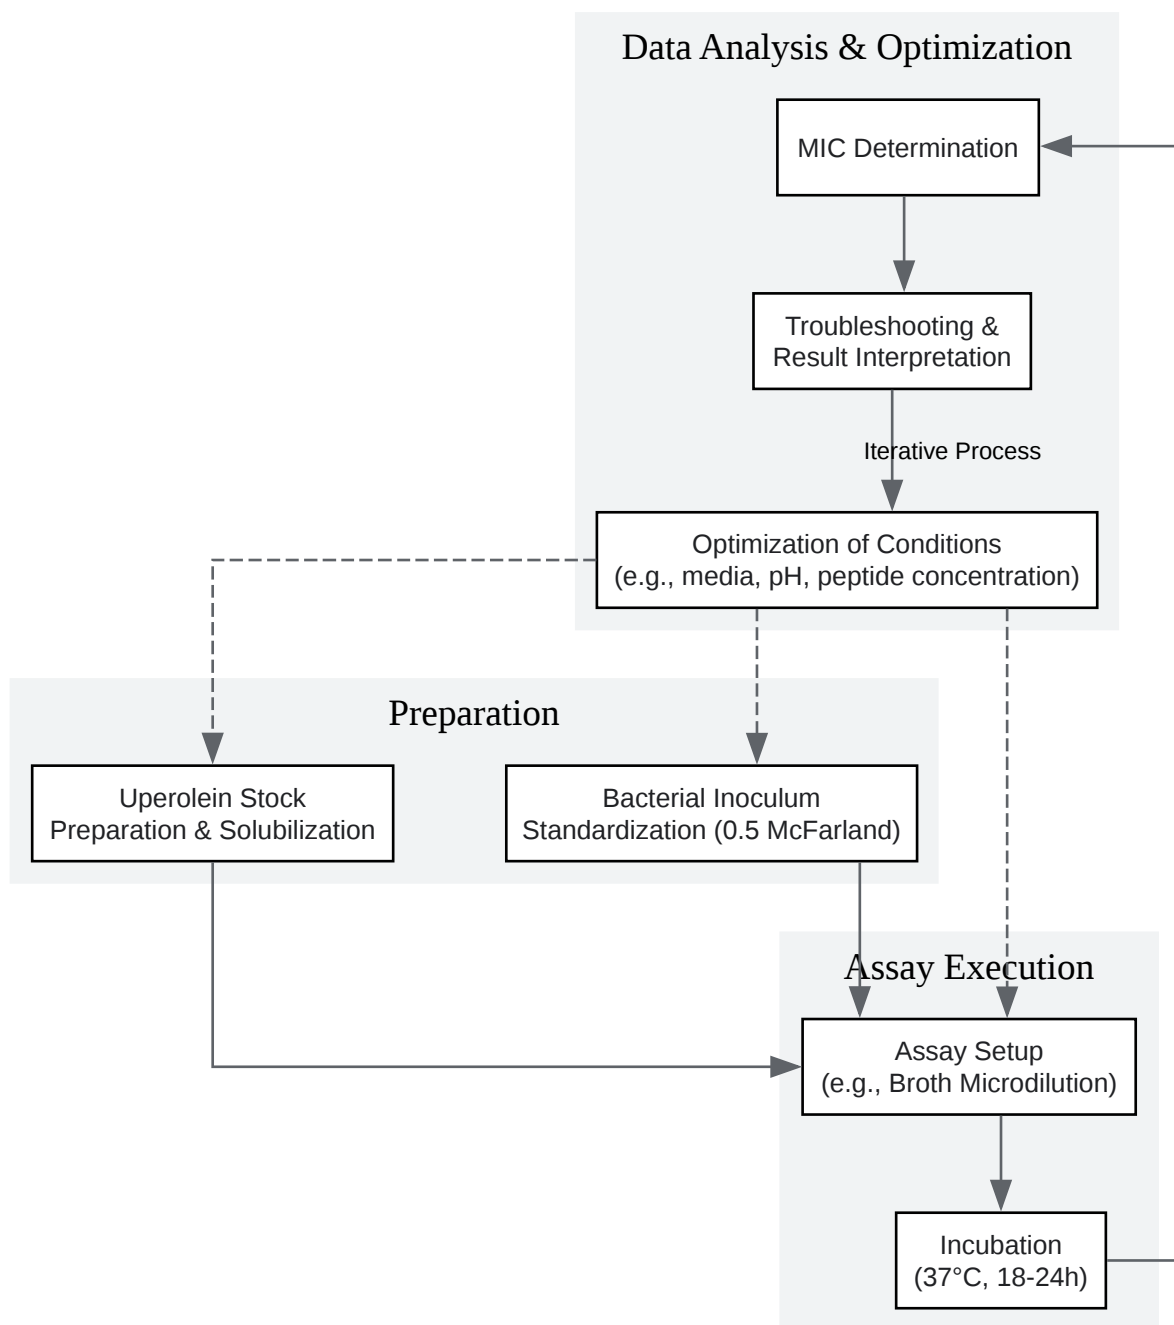 Data Analysis & Optimization
MIC Determination
Troubleshooting &
Result Interpretation
Iterative Process
Optimization of Conditions
(e.g., media, pH, peptide concentration)
Preparation
Uperolein Stock
Preparation & Solubilization
Bacterial Inoculum
Standardization (0.5 McFarland)
Assay Execution
Assay Setup
(e.g., Broth Microdilution)
Incubation
(37°C, 18-24h)